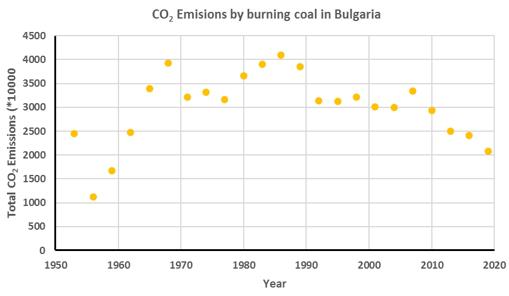 CO₂ Emisions by burning coal in Bulgaria
Total CO₂ Emissions (*10000
4500
4000
3500
3000
2500
2000
1500
1000
500
0
1950 1960 1970 1980 1990 2000 2010 2020
Year